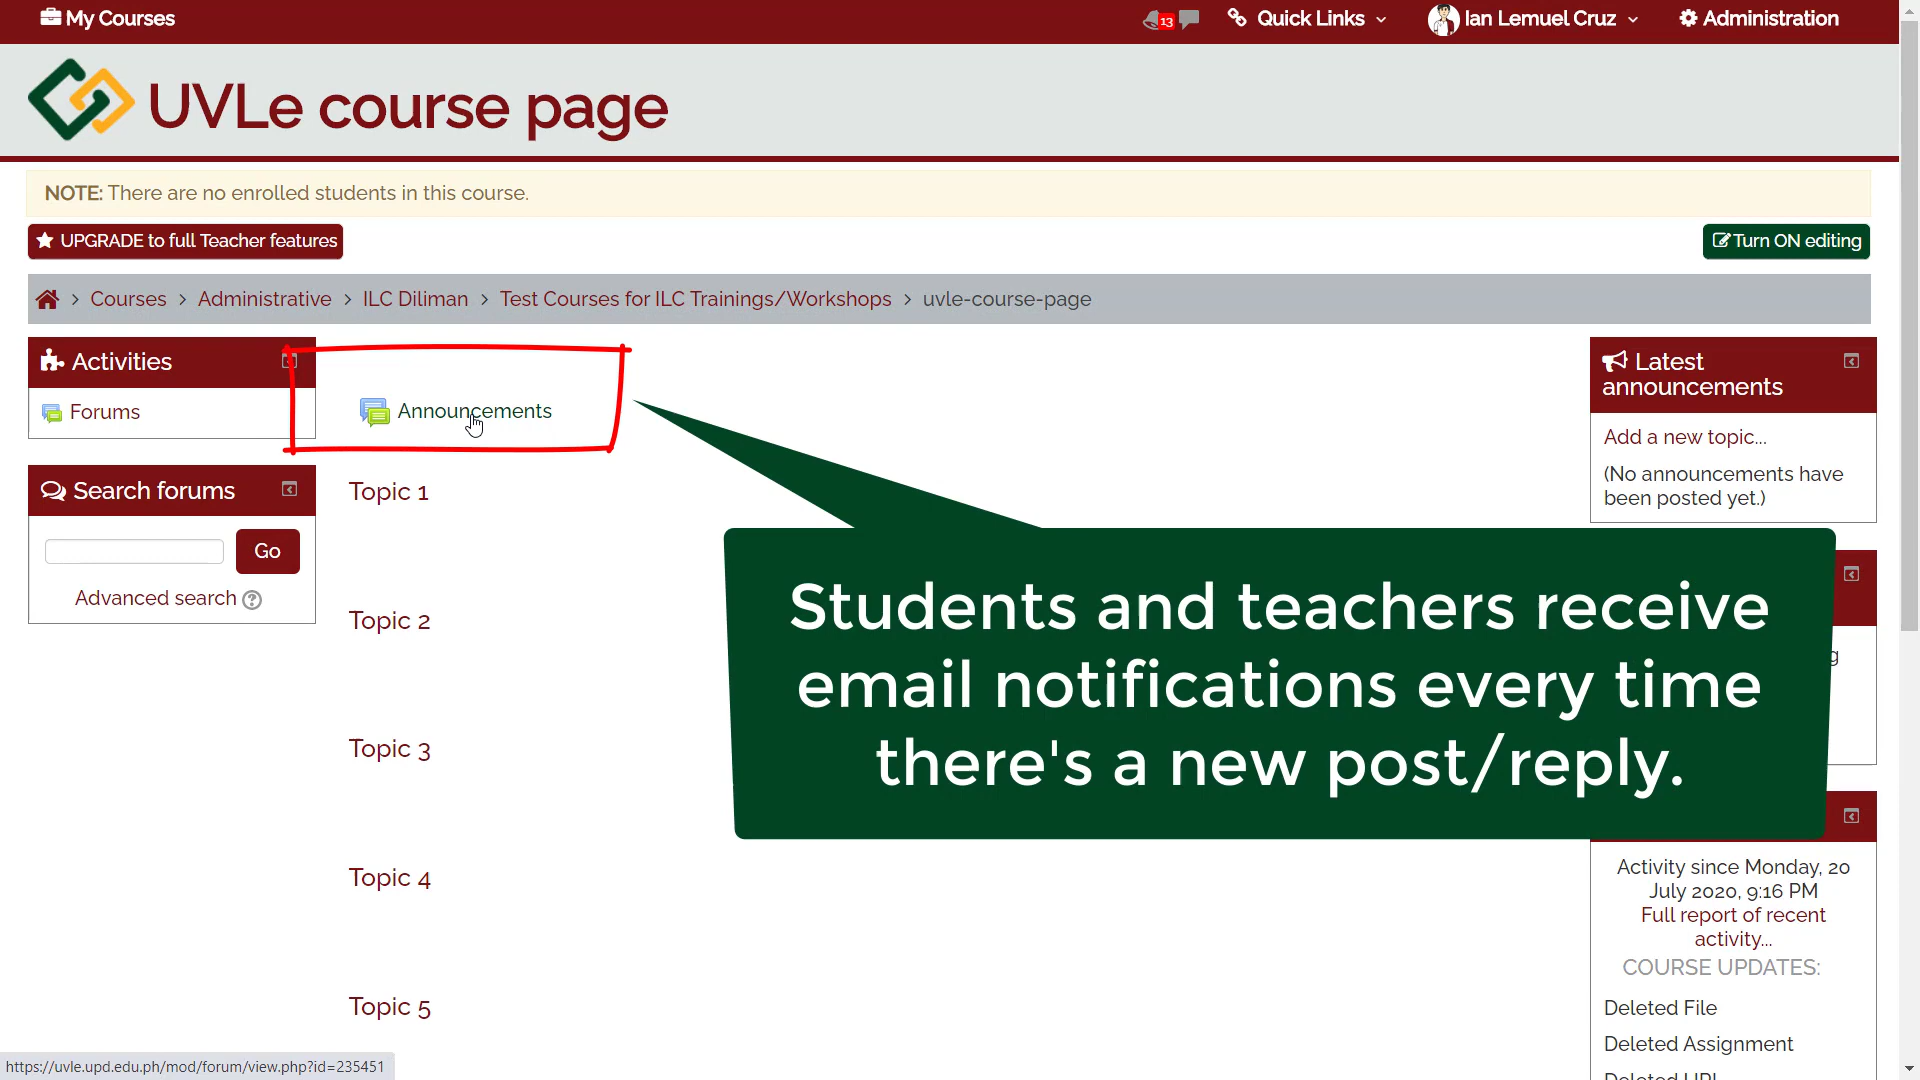 My Courses
13
Quick Links
Ian Lemuel Cruz
Administration
UVLe course page
NOTE: There are no enrolled students in this course.
UPGRADE to full Teacher features
Turn ON editing
Courses > Administrative > ILC Diliman > Test Courses for ILC Trainings/Workshops > uvle-course-page
Activities
Forums
Search forums
Go
Advanced search ?
Announcements
Topic 1
Topic 2
Topic 3
Topic 4
Topic 5
Students and teachers receive
email notifications every time
there's a new post/reply.
Latest
announcements
Add a new topic...
(No announcements have
been posted yet.)
Activity since Monday, 20
July 2020, 9:16 PM
Full report of recent
activity...
COURSE UPDATES:
Deleted File
Deleted Assignment
https://uvle.upd.edu.ph/mod/forum/view.php?id=235451